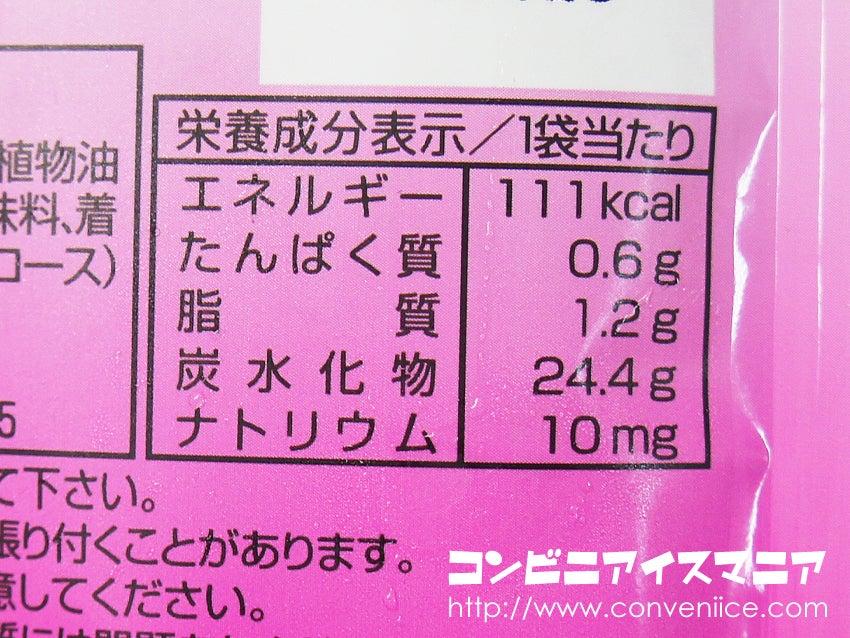 植物油
味料、着
コース)
5
栄養成分表示/1袋当たり
エネルギー 111kcal
たんぱく質 0.6g
脂質 1.2g
炭水化物 24.4g
ナトリウム 10mg
て下さい。
張り付くことがあります。
意してください。
コンビニアイスマニア
http://www.conveniice.com/